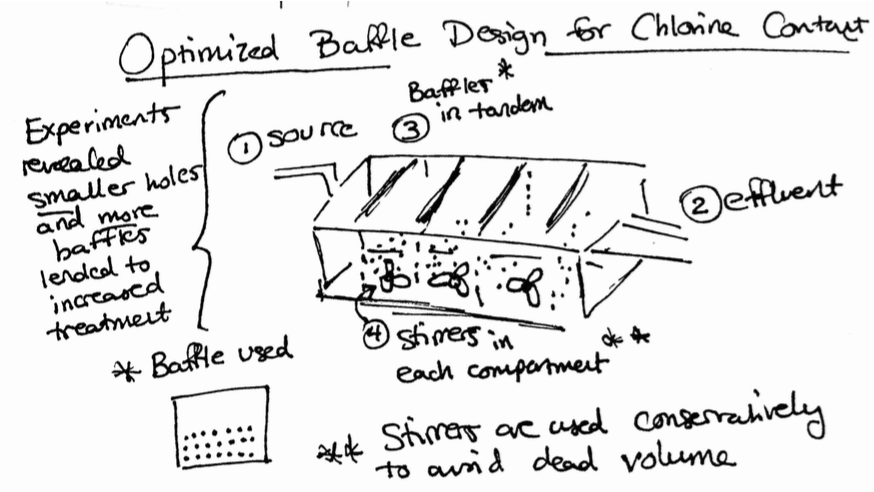 Optimized Baffle Design for Chlorine Contact
Experiments
revealed
smaller holes
and more
baffles
lended to
increased
treatment
① source
③ Baffles *
in tandem
② effluent
④ Stirrers in
each compartment **
* Baffle used
** Stirrers are used conservatively
to avoid dead volume